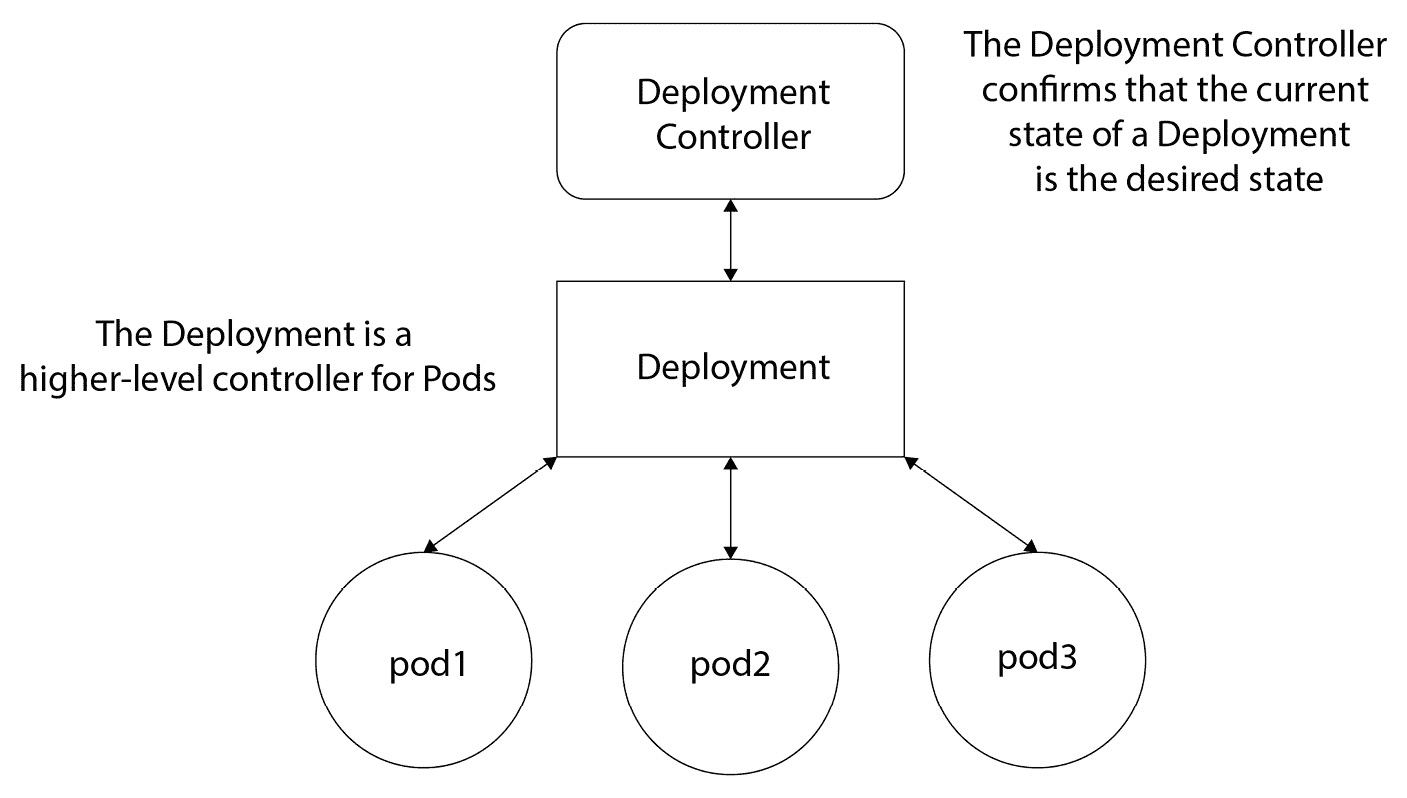 Deployment
Controller
The Deployment Controller
confirms that the current
state of a Deployment
is the desired state
The Deployment is a
higher-level controller for Pods
Deployment
pod1
pod2
pod3